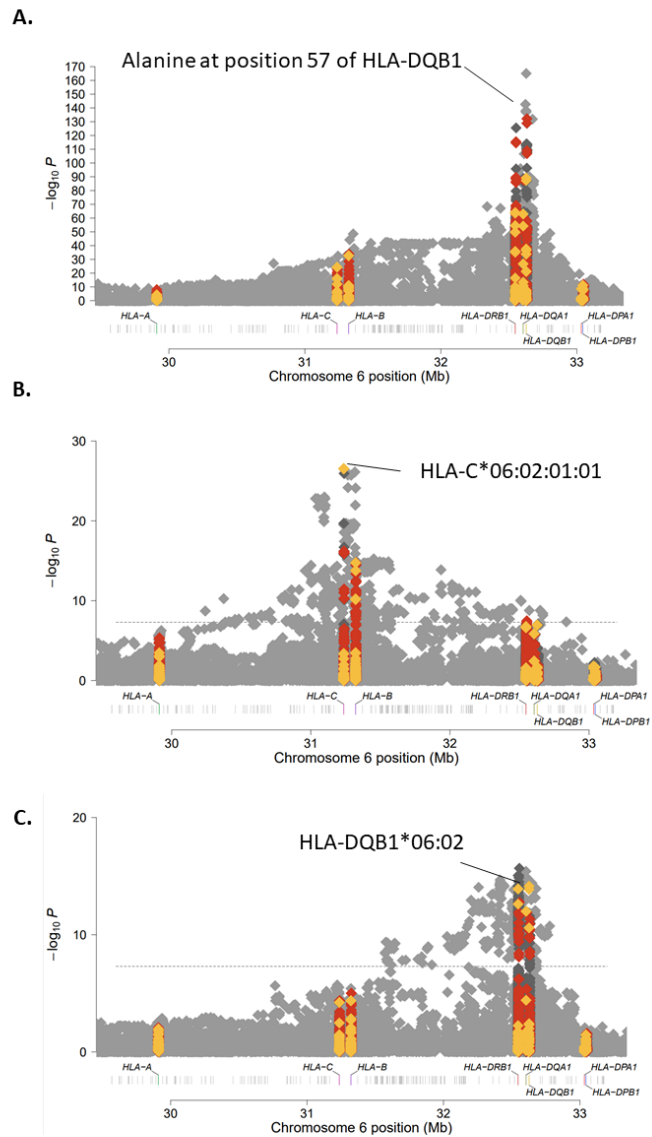 A.
Alanine at position 57 of HLA-DQB1
170
160
150
140
130
120
110
100
90
80
70
60
50
40
30
20
10
0
−log10 P
HLA-A HLA-C HLA-B HLA-DRB1 HLA-DQA1 HLA-DPA1
HLA-DQB1 HLA-DPB1
30 31 32 33
Chromosome 6 position (Mb)
B.
30
HLA-C*06:02:01:01
20
−log10 P
10
0
HLA-A HLA-C HLA-B HLA-DRB1 HLA-DQA1 HLA-DPA1
HLA-DQB1 HLA-DPB1
30 31 32 33
Chromosome 6 position (Mb)
C.
20
HLA-DQB1*06:02
−log10 P
10
0
HLA-A HLA-C HLA-B HLA-DRB1 HLA-DQA1 HLA-DPA1
HLA-DQB1 HLA-DPB1
30 31 32 33
Chromosome 6 position (Mb)